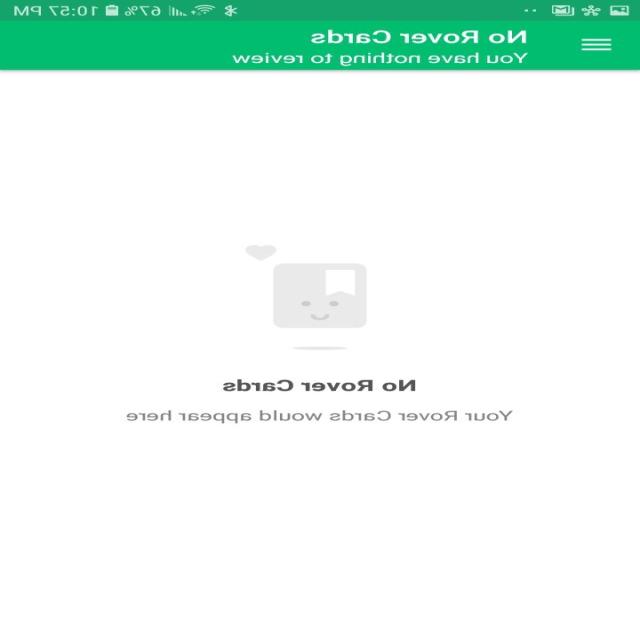 67% 10:57 PM
No Rover Cards
You have nothing to review
No Rover Cards
Your Rover Cards would appear here